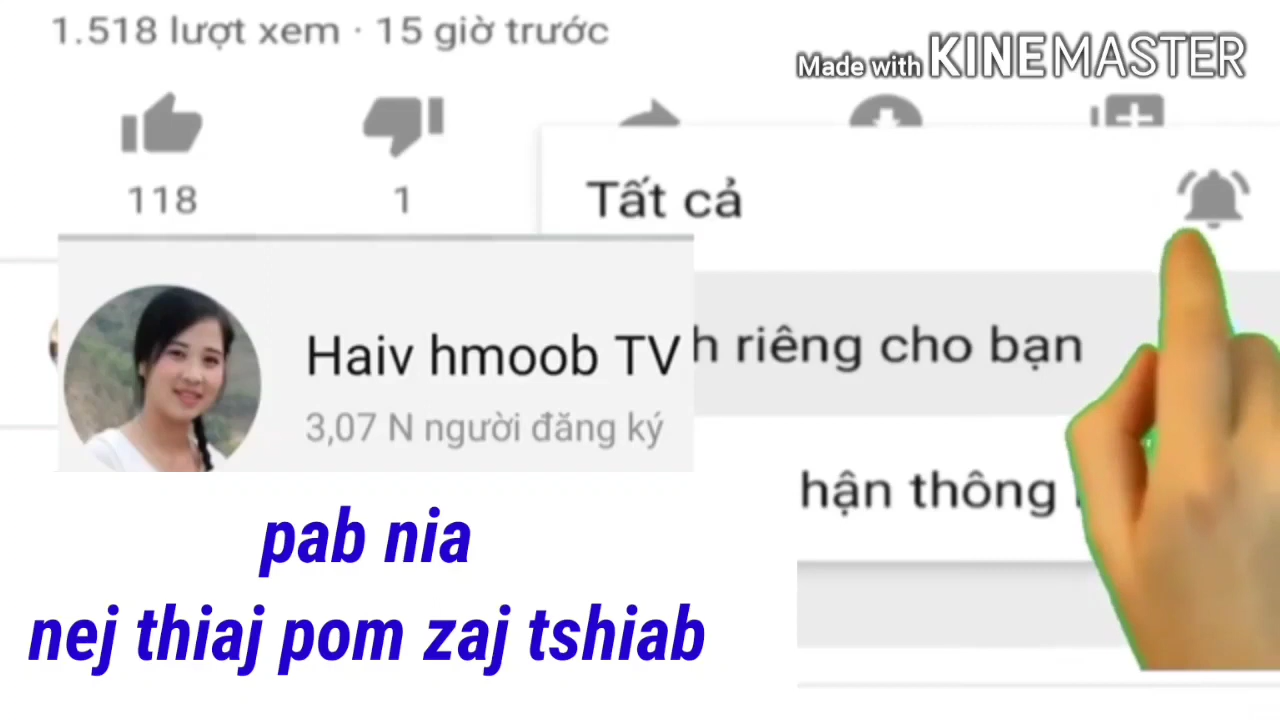 1.518 lượt xem · 15 giờ trước
Made with KINEMASTER
118
1
Tất cả
Haiv hmoob TV
riêng cho bạn
3,07 N người đăng ký
thông
pab nia
nej thiaj pom zaj tshiab